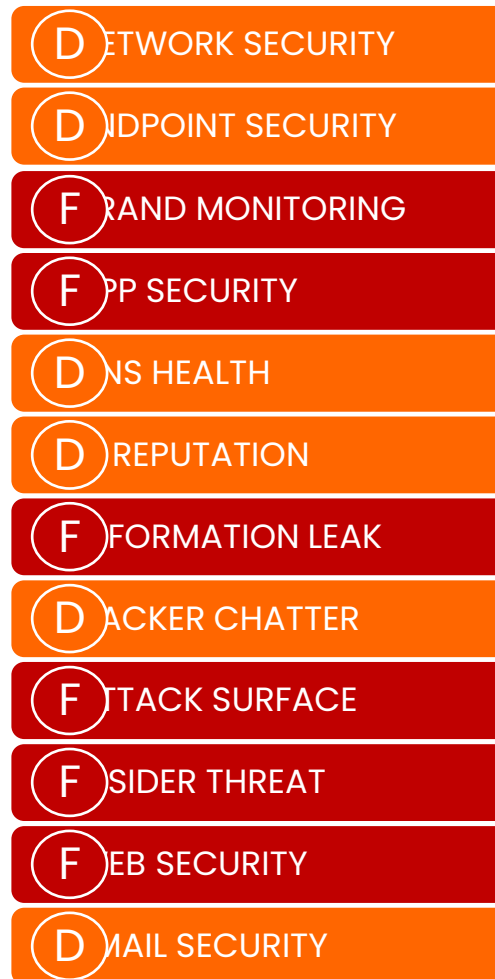 D ETWORK SECURITY
D NDPOINT SECURITY
F RAND MONITORING
F PP SECURITY
D NS HEALTH
D REPUTATION
F FORMATION LEAK
D ACKER CHATTER
F TTACK SURFACE
F SIDER THREAT
F EB SECURITY
D MAIL SECURITY